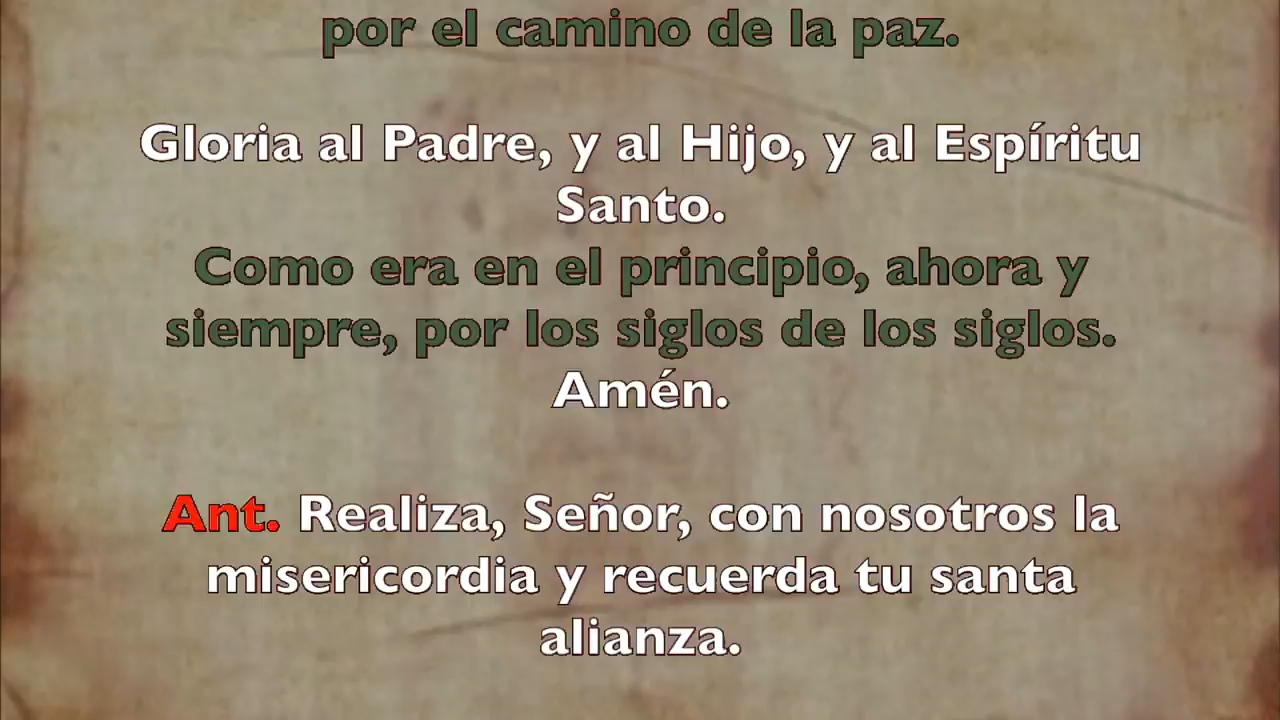 por el camino de la paz.
Gloria al Padre, y al Hijo, y al Espíritu
Santo.
Como era en el principio, ahora y
siempre, por los siglos de los siglos.
Amén.
Ant. Realiza, Señor, con nosotros la
misericordia y recuerda tu santa
alianza.